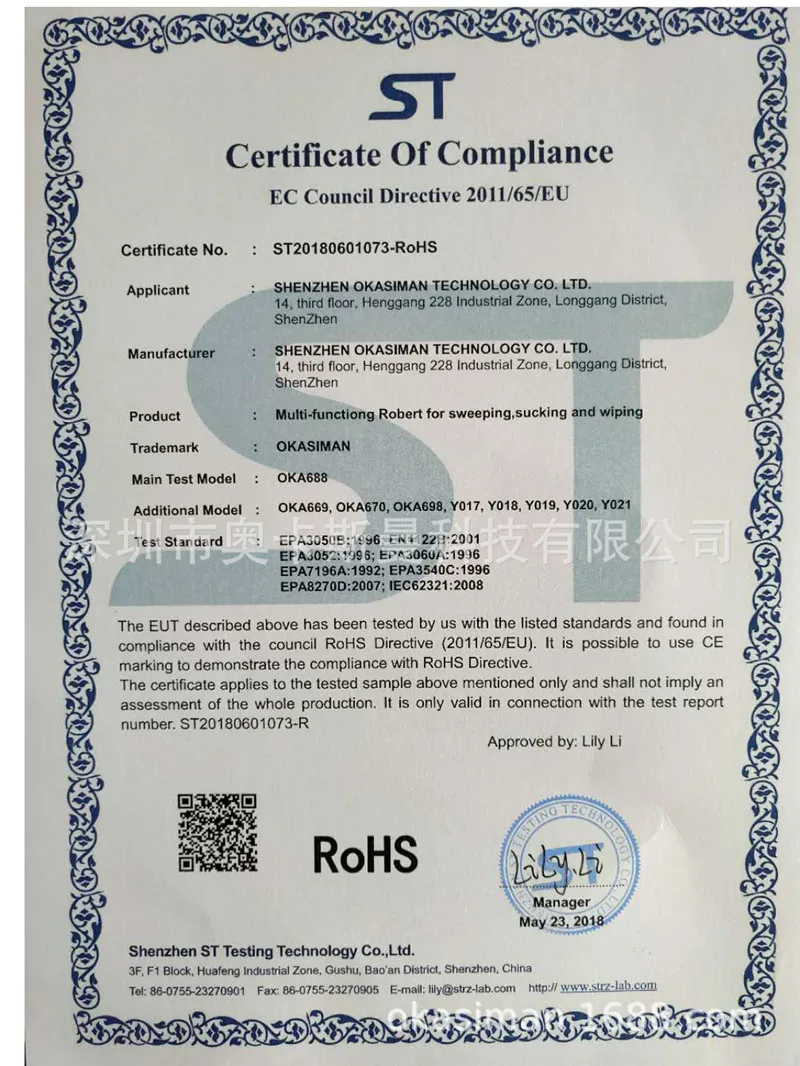 ST
Certificate Of Compliance
EC Council Directive 2011/65/EU
Certificate No. : ST20180601073-RoHS
Applicant : SHENZHEN OKASIMAN TECHNOLOGY CO. LTD.
14, third floor, Henggang 228 Industrial Zone, Longgang District,
ShenZhen
Manufacturer : SHENZHEN OKASIMAN TECHNOLOGY CO. LTD.
14, third floor, Henggang 228 Industrial Zone, Longgang District,
ShenZhen
Product : Multi-functiong Robert for sweeping,sucking and wiping
Trademark : OKASIMAN
Main Test Model : OKA688
Additional Model : OKA669, OKA670, OKA698, Y017, Y018, Y019, Y020, Y021
深圳市奥卡斯曼科技有限公司
Test Standard : EPA3050B:1996; EN1122B:2001
EPA3052:1996; EPA3060A:1996
EPA7196A:1992; EPA3540C:1996
EPA8270D:2007; IEC62321:2008
The EUT described above has been tested by us with the listed standards and found in
compliance with the council RoHS Directive (2011/65/EU). It is possible to use CE
marking to demonstrate the compliance with RoHS Directive.
The certificate applies to the tested sample above mentioned only and shall not imply an
assessment of the whole production. It is only valid in connection with the test report
number. ST20180601073-R
Approved by: Lily Li
RoHS
TESTING TECHNOLOGY CO., LTD
ST
Lily.Li
Manager
May 23, 2018
Shenzhen ST Testing Technology Co.,Ltd.
3F, F1 Block, Huafeng Industrial Zone, Gushu, Bao'an District, Shenzhen, China
Tel: 86-0755-23270901 Fax: 86-0755-23270905 E-mail: lily@strz-lab.com http:// www.strz-lab.com
okasiman.1688.com